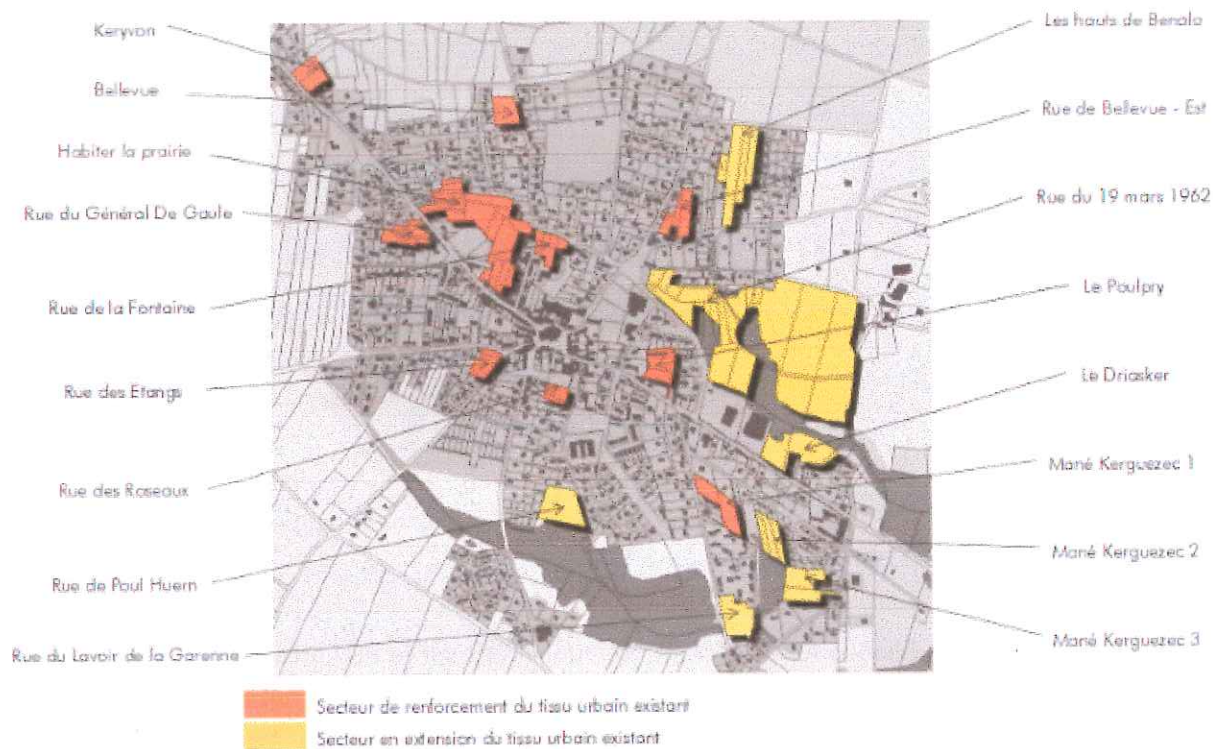 Keryvon
Bellevue
Habiter la prairie
Rue du Général De Gaule
Rue de la Fontaine
Rue des Etangs
Rue des Roseaux
Rue de Poul Huern
Rue du Lavoir de la Garenne
Les hauts de Benala
Rue de Bellevue - Est
Rue du 19 mars 1962
Le Poulpry
Le Driasker
Mané Kerguezec 1
Mané Kerguezec 2
Mané Kerguezec 3
Secteur de renforcement du tissu urbain existant
Secteur en extension du tissu urbain existant